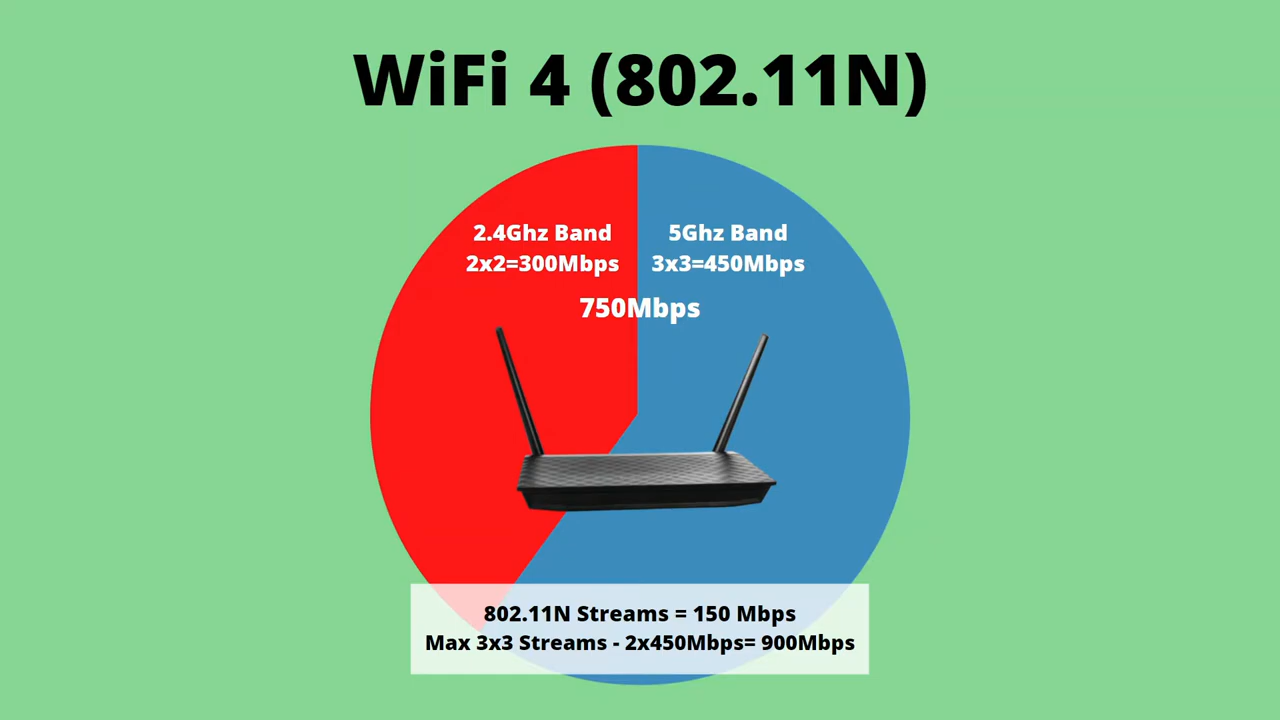 WiFi 4 (802.11N)
2.4Ghz Band
2x2=300Mbps
5Ghz Band
3x3=450Mbps
750Mbps
802.11N Streams = 150 Mbps
Max 3x3 Streams - 2x450Mbps= 900Mbps